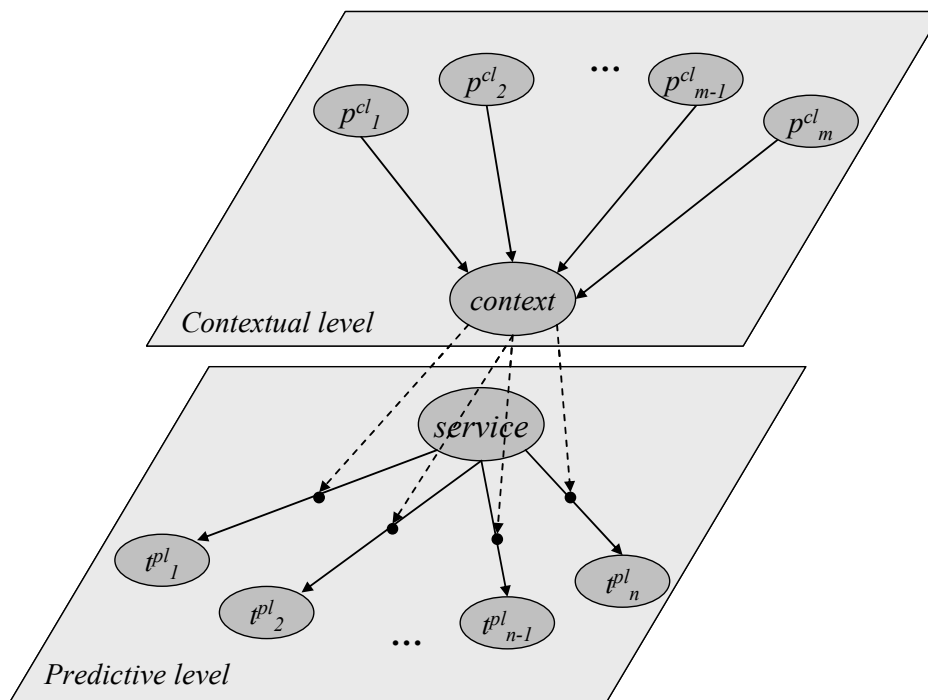 p^cl_1 p^cl_2 ... p^cl_m-1 p^cl_m
context
Contextual level
service
t^pl_1 t^pl_2 ... t^pl_n-1 t^pl_n
Predictive level